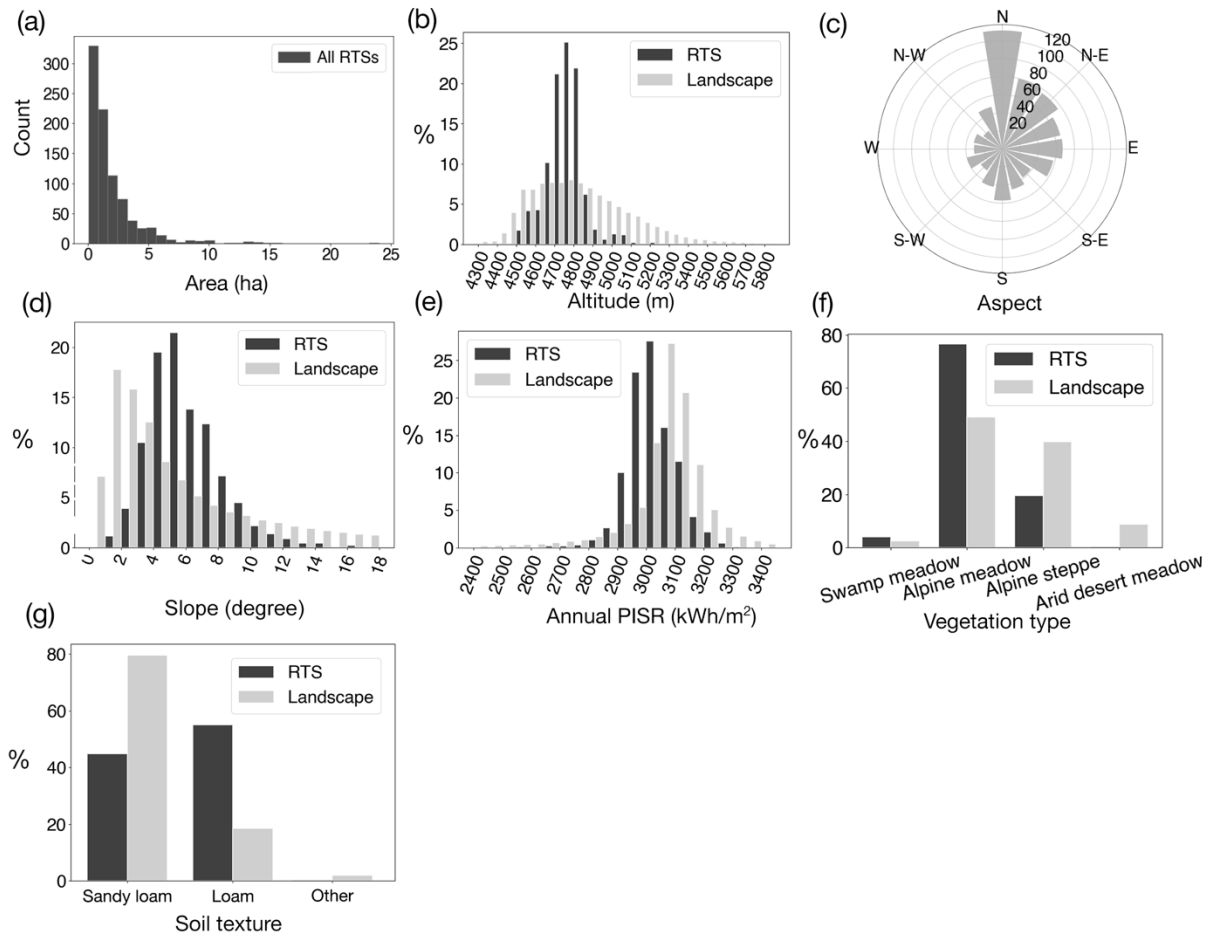 (a)
All RTSs
300
250
200
150
100
50
0
Count
0 5 10 15 20 25
Area (ha)
(b)
RTS
Landscape
25
20
15
10
5
0
%
4300 4400 4500 4600 4700 4800 4900 5000 5100 5200 5300 5400 5500 5600 5700 5800
Altitude (m)
(c)
N
N-E
E
S-E
S
S-W
W
N-W
120
100
80
60
40
20
Aspect
(d)
RTS
Landscape
20
15
10
5
0
%
0 2 4 6 8 10 12 14 16 18
Slope (degree)
(e)
RTS
Landscape
25
20
15
10
5
0
%
2400 2500 2600 2700 2800 2900 3000 3100 3200 3300 3400
Annual PISR (kWh/m²)
(f)
RTS
Landscape
80
60
40
20
0
%
Swamp meadow Alpine meadow Alpine steppe Arid desert meadow
Vegetation type
(g)
RTS
Landscape
80
60
40
20
0
%
Sandy loam Loam Other
Soil texture